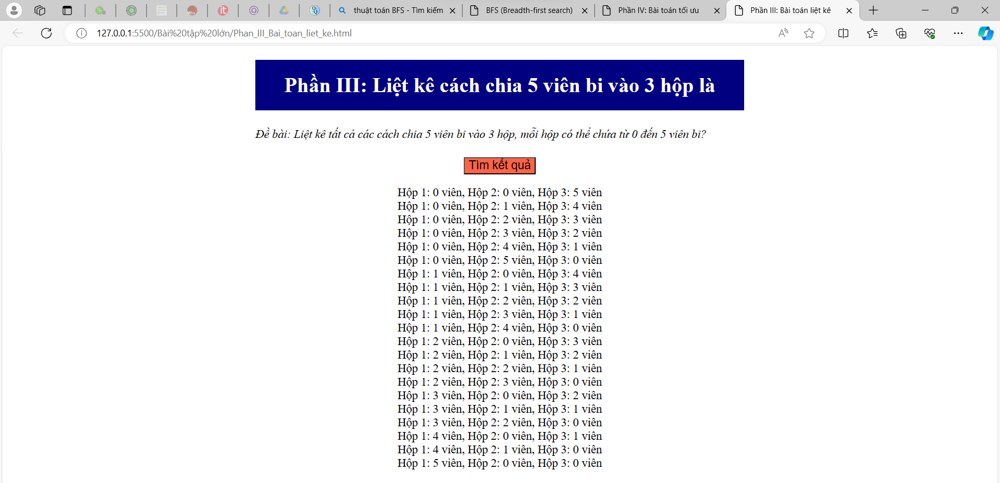 thuật toán BFS - Tìm kiếm
BFS (Breadth-first search)
Phần IV: Bài toán tối ưu
Phần III: Bài toán liệt kê
127.0.0.1:5500/Bài%20tập%20lớn/Phan_III_Bai_toan_liet_ke.html
Phần III: Liệt kê cách chia 5 viên bi vào 3 hộp là
Đề bài: Liệt kê tất cả các cách chia 5 viên bi vào 3 hộp, mỗi hộp có thể chứa từ 0 đến 5 viên bi?
Tìm kết quả
Hộp 1: 0 viên, Hộp 2: 0 viên, Hộp 3: 5 viên
Hộp 1: 0 viên, Hộp 2: 1 viên, Hộp 3: 4 viên
Hộp 1: 0 viên, Hộp 2: 2 viên, Hộp 3: 3 viên
Hộp 1: 0 viên, Hộp 2: 3 viên, Hộp 3: 2 viên
Hộp 1: 0 viên, Hộp 2: 4 viên, Hộp 3: 1 viên
Hộp 1: 0 viên, Hộp 2: 5 viên, Hộp 3: 0 viên
Hộp 1: 1 viên, Hộp 2: 0 viên, Hộp 3: 4 viên
Hộp 1: 1 viên, Hộp 2: 1 viên, Hộp 3: 3 viên
Hộp 1: 1 viên, Hộp 2: 2 viên, Hộp 3: 2 viên
Hộp 1: 1 viên, Hộp 2: 3 viên, Hộp 3: 1 viên
Hộp 1: 1 viên, Hộp 2: 4 viên, Hộp 3: 0 viên
Hộp 1: 2 viên, Hộp 2: 0 viên, Hộp 3: 3 viên
Hộp 1: 2 viên, Hộp 2: 1 viên, Hộp 3: 2 viên
Hộp 1: 2 viên, Hộp 2: 2 viên, Hộp 3: 1 viên
Hộp 1: 2 viên, Hộp 2: 3 viên, Hộp 3: 0 viên
Hộp 1: 3 viên, Hộp 2: 0 viên, Hộp 3: 2 viên
Hộp 1: 3 viên, Hộp 2: 1 viên, Hộp 3: 1 viên
Hộp 1: 3 viên, Hộp 2: 2 viên, Hộp 3: 0 viên
Hộp 1: 4 viên, Hộp 2: 0 viên, Hộp 3: 1 viên
Hộp 1: 4 viên, Hộp 2: 1 viên, Hộp 3: 0 viên
Hộp 1: 5 viên, Hộp 2: 0 viên, Hộp 3: 0 viên